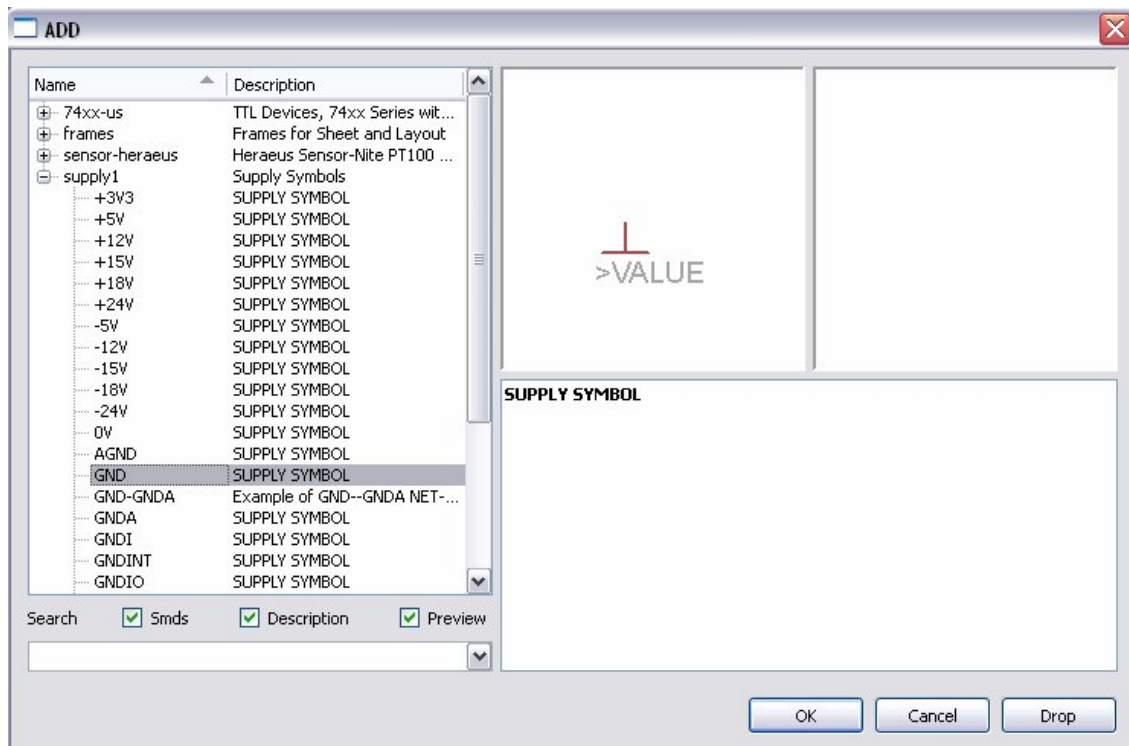 ADD
Name Description
74xx-us TTL Devices, 74xx Series wit...
frames Frames for Sheet and Layout
sensor-heraeus Heraeus Sensor-Nite PT100 ...
supply1 Supply Symbols
+3V3 SUPPLY SYMBOL
+5V SUPPLY SYMBOL
+12V SUPPLY SYMBOL
+15V SUPPLY SYMBOL
+18V SUPPLY SYMBOL
+24V SUPPLY SYMBOL
-5V SUPPLY SYMBOL
-12V SUPPLY SYMBOL
-15V SUPPLY SYMBOL
-18V SUPPLY SYMBOL
-24V SUPPLY SYMBOL
0V SUPPLY SYMBOL
AGND SUPPLY SYMBOL
GND SUPPLY SYMBOL
GND-GNDA Example of GND--GNDA NET-...
GNDA SUPPLY SYMBOL
GNDI SUPPLY SYMBOL
GNDINT SUPPLY SYMBOL
GNDIO SUPPLY SYMBOL
Search Smds Description Preview
>VALUE
SUPPLY SYMBOL
OK Cancel Drop